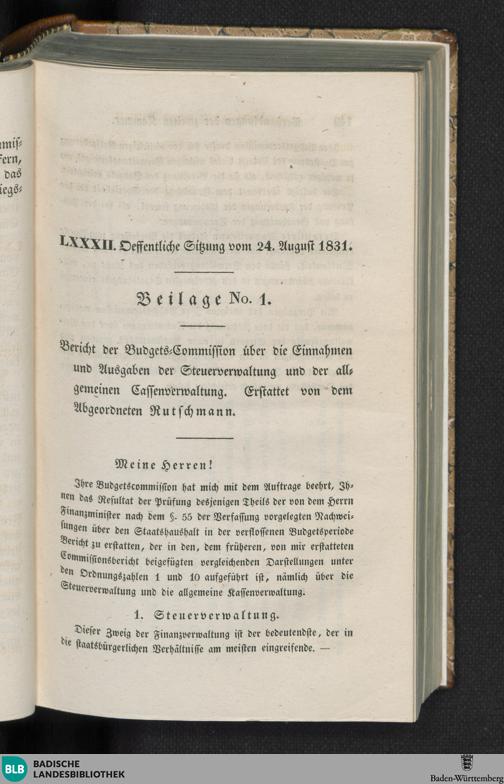 mmis=
fern,
das
iegs=
LXXXII. Oeffentliche Sitzung vom 24. August 1831.
Beilage No. 1.
Bericht der Budgets-Commission über die Einnahmen
und Ausgaben der Steuerverwaltung und der all=
gemeinen Cassenverwaltung. Erstattet von dem
Abgeordneten Rutschmann.
Meine Herren!
Ihre Budgetscommission hat mich mit dem Auftrage beehrt, Ih=
nen das Resultat der Prüfung desjenigen Theils der von dem Herrn
Finanzminister nach dem §. 55 der Verfassung vorgelegten Nachwei=
sungen über den Staatshaushalt in der verflossenen Budgetsperiode
Bericht zu erstatten, der in den, dem früheren, von mir erstatteten
Commissionsbericht beigefügten vergleichenden Darstellungen unter
den Ordnungszahlen 1 und 10 aufgeführt ist, nämlich über die
Steuerverwaltung und die allgemeine Kassenverwaltung.
1. Steuerverwaltung.
Dieser Zweig der Finanzverwaltung ist der bedeutendste, der in
die staatsbürgerlichen Verhältnisse am meisten eingreifende. —
BLB BADISCHE
LANDESBIBLIOTHEK
Baden-Württemberg